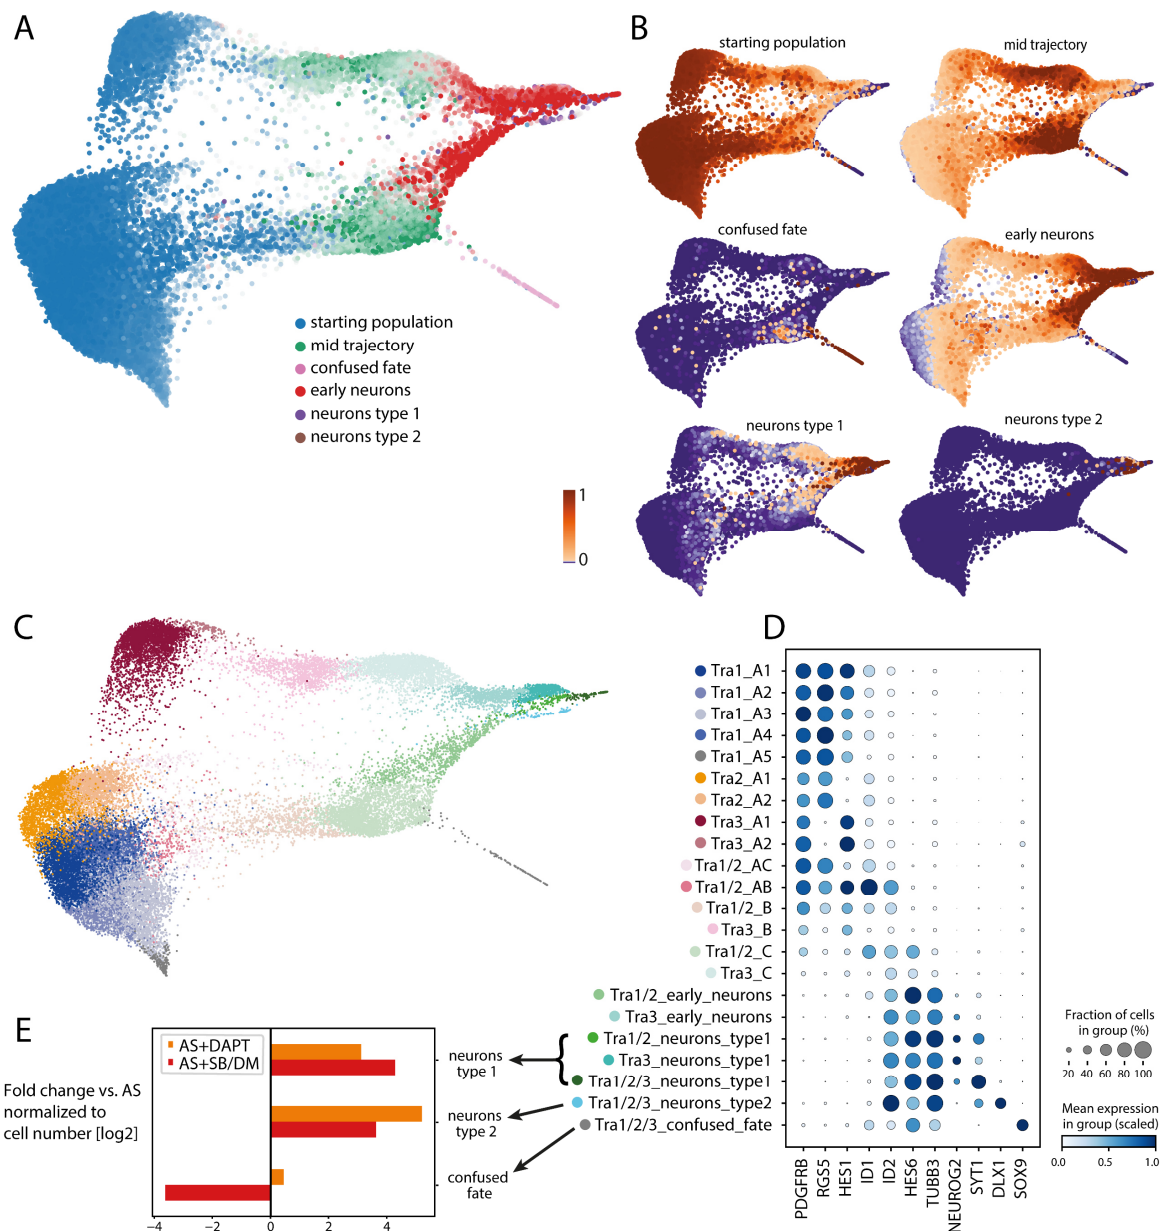 A
B
starting population
mid trajectory
confused fate
early neurons
neurons type 1
neurons type 2
starting population
mid trajectory
confused fate
early neurons
neurons type 1
neurons type 2
1
0
C
D
Tra1_A1
Tra1_A2
Tra1_A3
Tra1_A4
Tra1_A5
Tra2_A1
Tra2_A2
Tra3_A1
Tra3_A2
Tra1/2_AC
Tra1/2_AB
Tra1/2_B
Tra3_B
Tra1/2_C
Tra3_C
Tra1/2_early_neurons
Tra3_early_neurons
Tra1/2_neurons_type1
Tra3_neurons_type1
Tra1/2/3_neurons_type1
Tra1/2/3_neurons_type2
Tra1/2/3_confused_fate
PDGFRB
RGS5
HES1
ID1
ID2
HES6
TUBB3
NEUROG2
SYT1
DLX1
SOX9
Fraction of cells
in group (%)
20 40 60 80 100
Mean expression
in group (scaled)
0.0 0.5 1.0
E
AS+DAPT
AS+SB/DM
Fold change vs. AS
normalized to
cell number [log2]
neurons
type 1
neurons
type 2
confused
fate
−4 −2 0 2 4